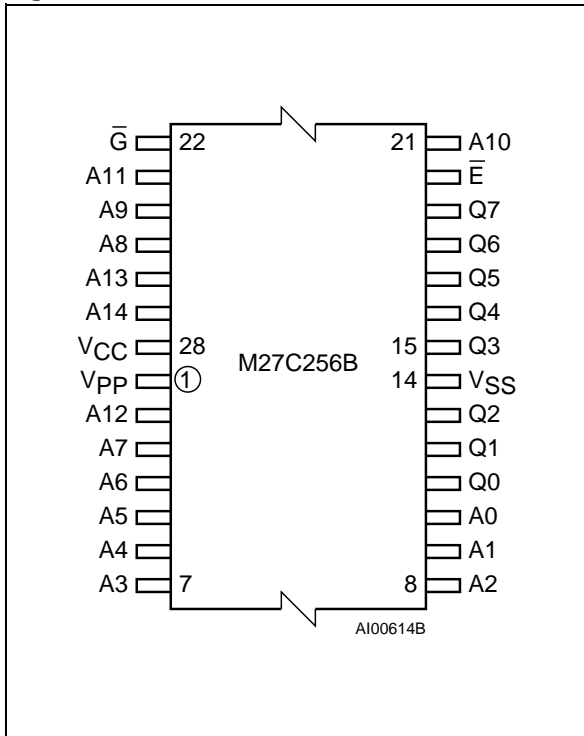 G̅ 22 21 A10
A11 E̅
A9 Q7
A8 Q6
A13 Q5
A14 Q4
VCC 28 15 Q3
M27C256B
VPP 1 14 VSS
A12 Q2
A7 Q1
A6 Q0
A5 A0
A4 A1
A3 7 8 A2
AI00614B